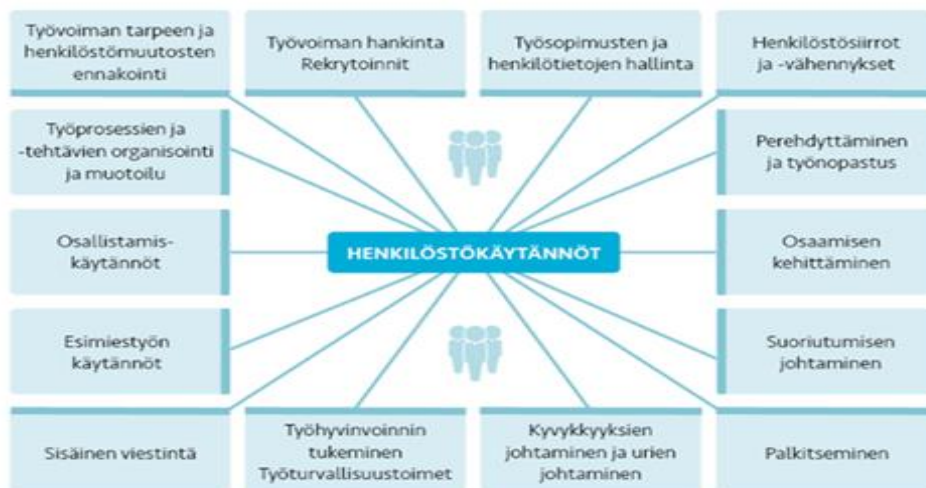 Työvoiman tarpeen ja
henkilöstömuutosten
ennakointi
Työvoiman hankinta
Rekrytoinnit
Työsopimusten ja
henkilötietojen hallinta
Henkilöstösiirrot
ja -vähennykset
Työprosessien ja
-tehtävien organisointi
ja muotoilu
Perehdyttäminen
ja työnopastus
Osallistamis-
käytännöt
HENKILÖSTÖKÄYTÄNNÖT
Osaamisen
kehittäminen
Esimiestyön
käytännöt
Suoriutumisen
johtaminen
Sisäinen viestintä
Työhyvinvoinnin
tukeminen
Työturvallisuustoimet
Kyvykkyyksien
johtaminen ja urien
johtaminen
Palkitseminen